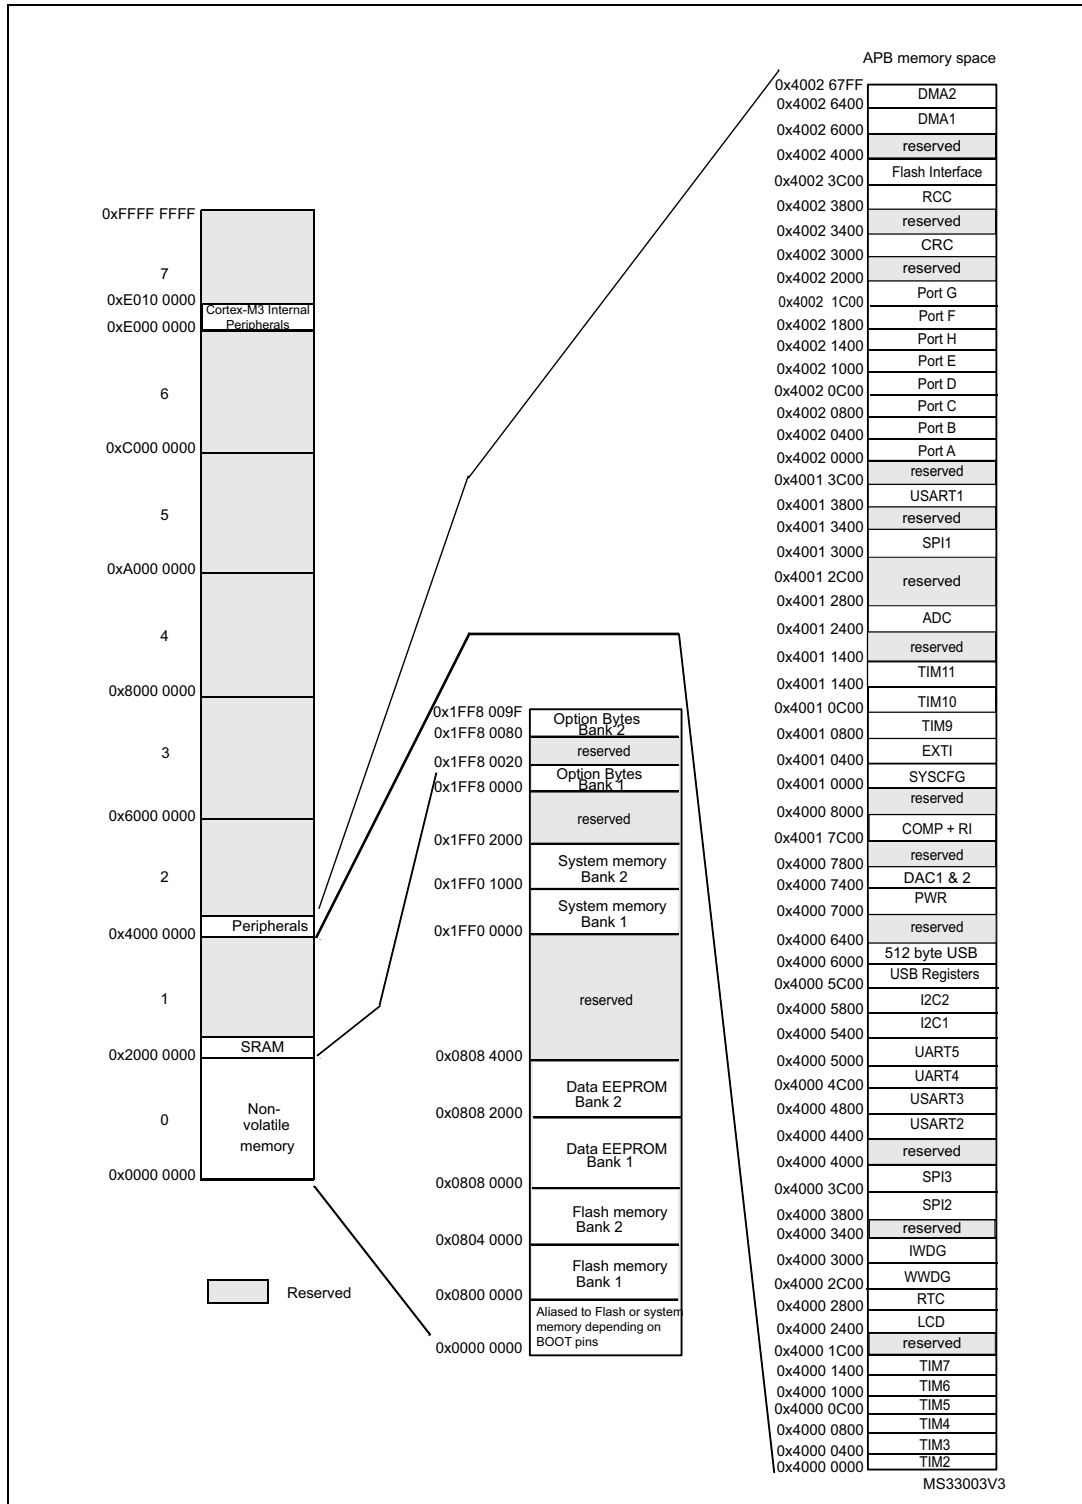 APB memory space
0x4002 67FF
DMA2
0x4002 6400
DMA1
0x4002 6000
reserved
0x4002 4000
Flash Interface
0x4002 3C00
RCC
0x4002 3800
reserved
0x4002 3400
CRC
0x4002 3000
reserved
0x4002 2000
Port G
0x4002 1C00
Port F
0x4002 1800
Port H
0x4002 1400
Port E
0x4002 1000
Port D
0x4002 0C00
Port C
0x4002 0800
Port B
0x4002 0400
Port A
0x4002 0000
reserved
0x4001 3C00
USART1
0x4001 3800
reserved
0x4001 3400
SPI1
0x4001 3000
0x4001 2C00
reserved
0x4001 2800
ADC
0x4001 2400
reserved
0x4001 1400
TIM11
0x4001 1400
TIM10
0x4001 0C00
TIM9
0x4001 0800
EXTI
0x4001 0400
SYSCFG
0x4001 0000
reserved
0x4000 8000
COMP + RI
0x4001 7C00
reserved
0x4000 7800
DAC1 & 2
0x4000 7400
PWR
0x4000 7000
reserved
0x4000 6400
512 byte USB
0x4000 6000
USB Registers
0x4000 5C00
I2C2
0x4000 5800
I2C1
0x4000 5400
UART5
0x4000 5000
UART4
0x4000 4C00
USART3
0x4000 4800
USART2
0x4000 4400
reserved
0x4000 4000
SPI3
0x4000 3C00
SPI2
0x4000 3800
reserved
0x4000 3400
IWDG
0x4000 3000
WWDG
0x4000 2C00
RTC
0x4000 2800
LCD
0x4000 2400
reserved
0x4000 1C00
TIM7
0x4000 1400
TIM6
0x4000 1000
TIM5
0x4000 0C00
TIM4
0x4000 0800
TIM3
0x4000 0400
TIM2
0x4000 0000
0xFFFF FFFF
7
0xE010 0000
Cortex-M3 Internal
Peripherals
0xE000 0000
6
0xC000 0000
5
0xA000 0000
4
0x8000 0000
3
0x6000 0000
2
Peripherals
0x4000 0000
1
SRAM
0x2000 0000
Non-
volatile
memory
0
0x0000 0000
Reserved
0x1FF8 009F
Option Bytes
Bank 2
0x1FF8 0080
reserved
0x1FF8 0020
Option Bytes
Bank 1
0x1FF8 0000
reserved
0x1FF0 2000
System memory
Bank 2
0x1FF0 1000
System memory
Bank 1
0x1FF0 0000
reserved
0x0808 4000
Data EEPROM
Bank 2
0x0808 2000
Data EEPROM
Bank 1
0x0808 0000
Flash memory
Bank 2
0x0804 0000
Flash memory
Bank 1
0x0800 0000
Aliased to Flash or system
memory depending on
BOOT pins
0x0000 0000
MS33003V3